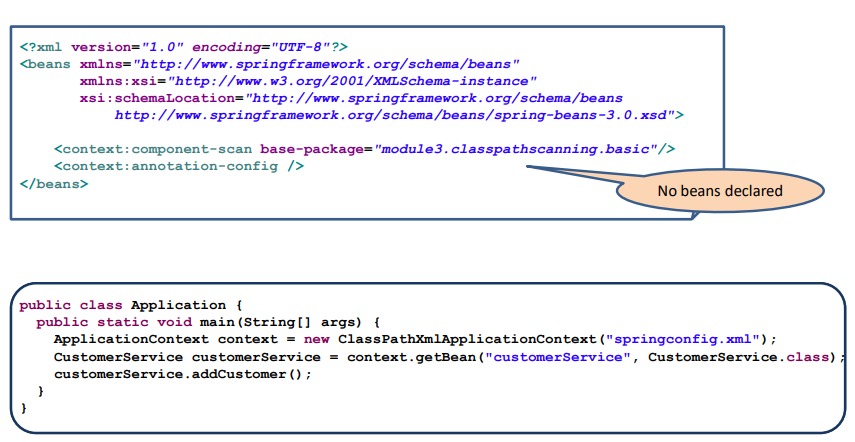 <?xml version="1.0" encoding="UTF-8"?>
<beans xmlns="http://www.springframework.org/schema/beans"
xmlns:xsi="http://www.w3.org/2001/XMLSchema-instance"
xsi:schemaLocation="http://www.springframework.org/schema/beans
http://www.springframework.org/schema/beans/spring-beans-3.0.xsd">
<context:component-scan base-package="module3.classpathscanning.basic"/>
<context:annotation-config />
</beans>
No beans declared
public class Application {
public static void main(String[] args) {
ApplicationContext context = new ClassPathXmlApplicationContext("springconfig.xml");
CustomerService customerService = context.getBean("customerService", CustomerService.class);
customerService.addCustomer();
}
}